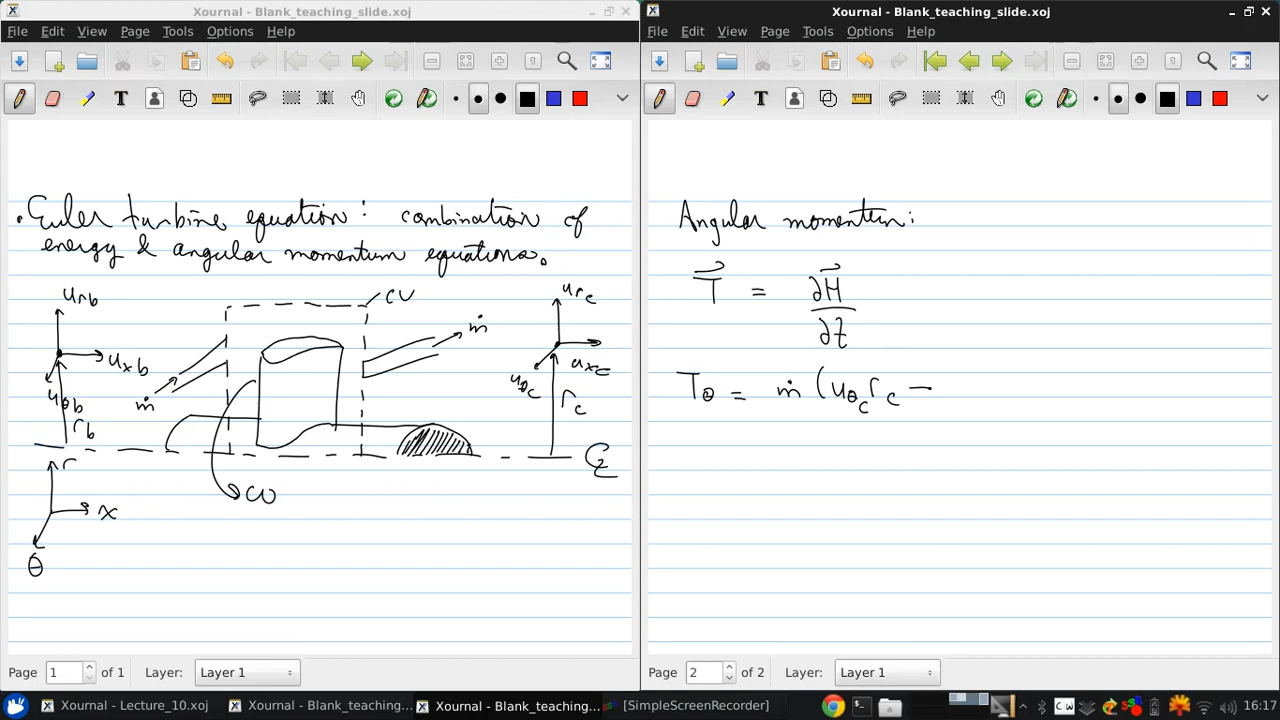 Xournal - Blank_teaching_slide.xoj
File Edit View Page Tools Options Help
• Euler turbine equation: combination of
energy & angular momentum equations.
u_rb
CV
u_rc
ṁ
u_xb
u_xc
u_θb
ṁ
u_θc
r_b
r_c
℄
r
x
ω
θ
Page 1 of 1 Layer: Layer 1
Xournal - Blank_teaching_slide.xoj
File Edit View Page Tools Options Help
Angular momentum:
T⃗ = ∂H⃗/∂t
T_θ = ṁ (u_θc r_c −
Page 2 of 2 Layer: Layer 1
Xournal - Lecture_10.xoj
Xournal - Blank_teaching...
Xournal - Blank_teaching...
[SimpleScreenRecorder]
16:17